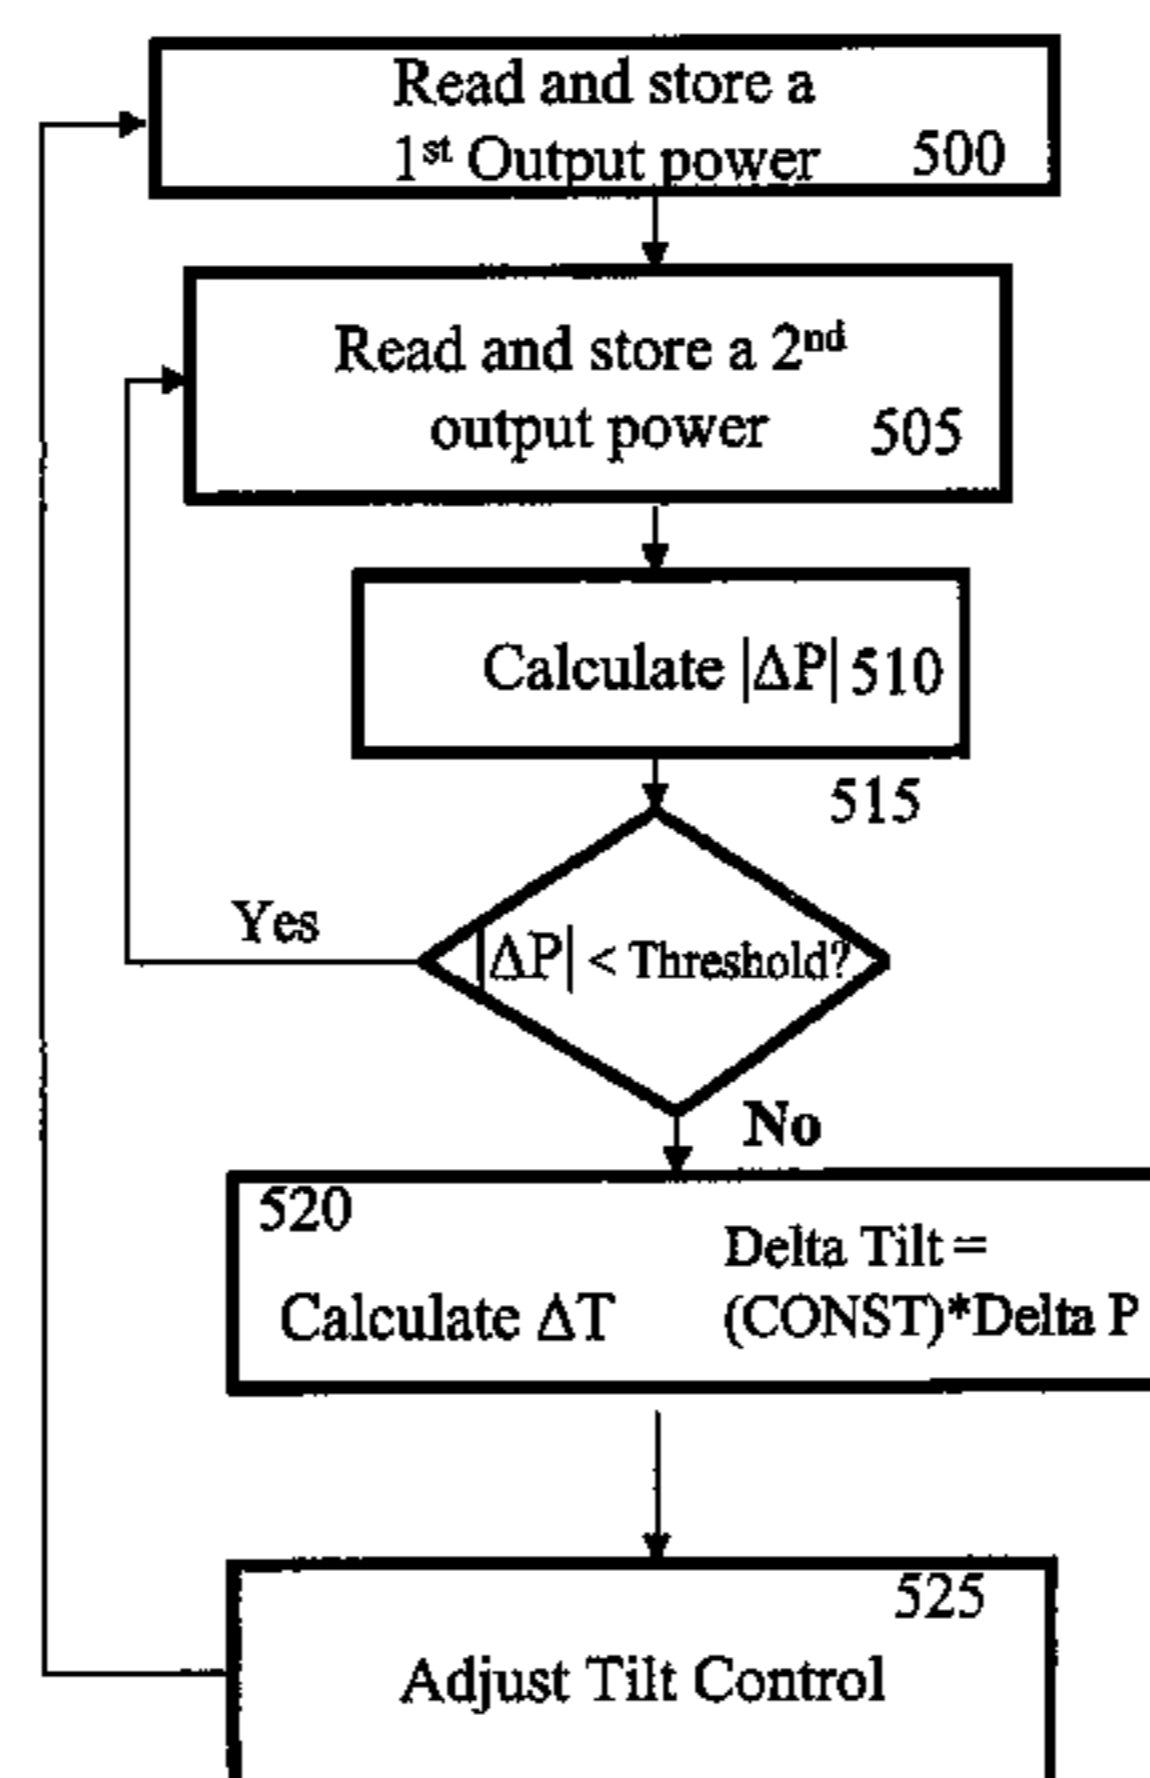 Read and store a
1st Output power 500
Read and store a 2nd
output power 505
Calculate |ΔP| 510
515
Yes
|ΔP| < Threshold?
No
520
Delta Tilt =
Calculate ΔT (CONST)*Delta P
525
Adjust Tilt Control